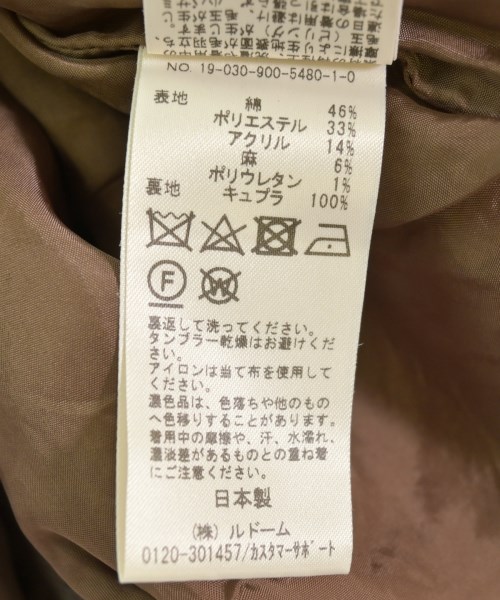 NO. 19-030-900-5480-1-0
表地 綿 46%
ポリエステル 33%
アクリル 14%
麻 6%
ポリウレタン 1%
裏地 キュプラ 100%
F
W
裏返して洗ってください。
タンブラー乾燥はお避けくだ
さい。
アイロンは当て布を使用して
ください。
濃色品は、色落ちや他のもの
へ色移りすることがあります。
着用中の摩擦や、汗、水濡れ、
濃淡差があるものとの重ね着
にご注意ください。
日本製
(株) ルドーム
0120-301457/カスタマーサポート